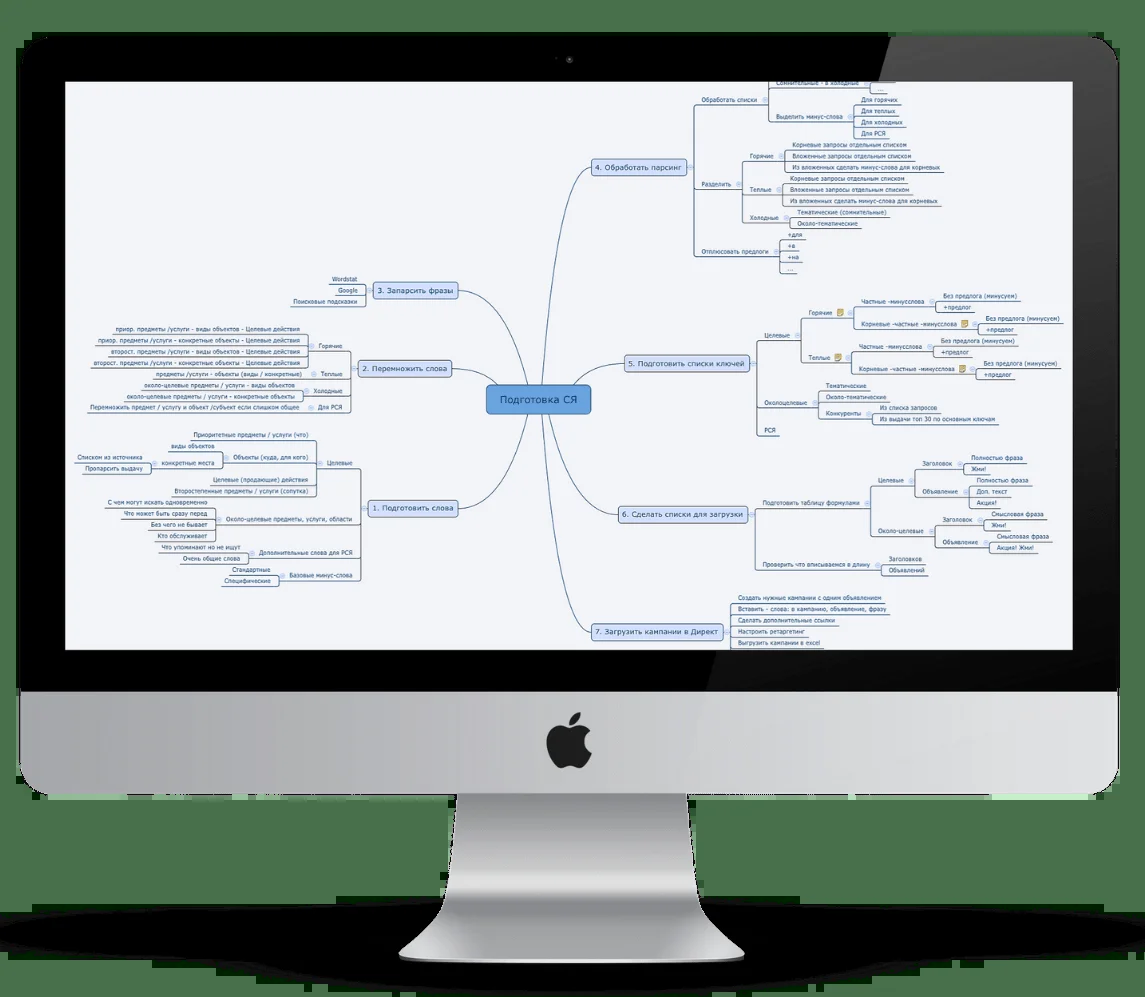 Подготовка СЯ
1. Подготовить слова
Целевые
Приоритетные предметы / услуги (что)
Объекты (куда, для кого)
виды объектов
конкретные места
Списком из источника
Пропарсить выдачу
Целевые (продающие) действия
Второстепенные предметы / услуги (сопутка)
Около-целевые предметы, услуги, области
С чем могут искать одновременно
Что может быть сразу перед
Без чего не бывает
Кто обслуживает
Дополнительные слова для РСЯ
Что упоминают но не ищут
Очень общие слова
Базовые минус-слова
Стандартные
Специфические
2. Перемножить слова
Горячие
приор. предметы /услуги - виды объектов - Целевые действия
приор. предметы /услуги - конкретные объекты - Целевые действия
второст. предметы /услуги - виды объектов - Целевые действия
второст. предметы /услуги - конкретные объекты - Целевые действия
Теплые
предметы /услуги - объекты (виды / конкретные)
Холодные
около-целевые предметы / услуги - виды объектов
около-целевые предметы / услуги - конкретные объекты
Для РСЯ
Перемножить предмет / услугу и объект /субъект если слишком общее
3. Запарсить фразы
Wordstat
Google
Поисковые подсказки
4. Обработать парсинг
Обработать списки
Сомнительные - в холодные
...
Выделить минус-слова
Для горячих
Для теплых
Для холодных
Для РСЯ
Разделить
Горячие
Корневые запросы отдельным списком
Вложенные запросы отдельным списком
Из вложенных сделать минус-слова для корневых
Теплые
Корневые запросы отдельным списком
Вложенные запросы отдельным списком
Из вложенных сделать минус-слова для корневых
Холодные
Тематические (сомнительные)
Около-тематические
Отплюсовать предлоги
+для
+в
+на
....
5. Подготовить списки ключей
Целевые
Горячие
Частные -минусслова
Без предлога (минусуем)
+предлог
Корневые -частные -минусслова
Без предлога (минусуем)
+предлог
Теплые
Частные -минусслова
Без предлога (минусуем)
+предлог
Корневые -частные -минусслова
Без предлога (минусуем)
+предлог
Околоцелевые
Тематические
Около-тематические
Конкуренты
Из списка запросов
Из выдачи топ 30 по основным ключам
РСЯ
6. Сделать списки для загрузки
Подготовить таблицу формулами
Целевые
Заголовок
Полностью фраза
Жми!
Объявление
Полностью фраза
Доп. текст
Акция!
Около-целевые
Заголовок
Смысловая фраза
Жни!
Объявление
Смысловая фраза
Акция! Жми!
Проверить что вписываемся в длину
Заголовков
Объявлений
7. Загрузить кампании в Директ
Создать нужные кампании с одним объявлением
Вставить - слова: в кампанию, объявление, фразу
Сделать дополнительные ссылки
Настроить ретаргетинг
Выгрузить кампании в excel